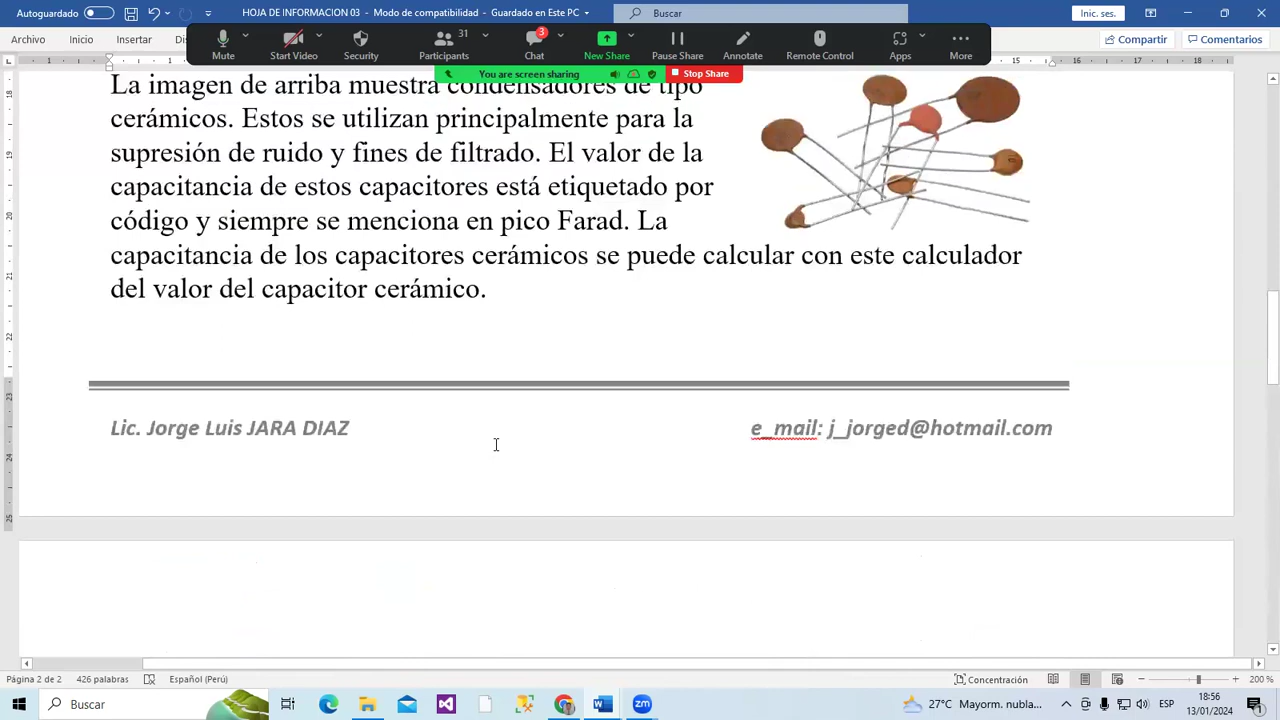 Autoguardado
HOJA DE INFORMACION 03 - Modo de compatibilidad - Guardado en Este PC
Buscar
Inic. ses.
Archivo
Inicio
Insertar
Compartir
Comentarios
Mute
Start Video
Security
31
Participants
3
Chat
New Share
Pause Share
Annotate
Remote Control
Apps
More
You are screen sharing
Stop Share
La imagen de arriba muestra condensadores de tipo
cerámicos. Estos se utilizan principalmente para la
supresión de ruido y fines de filtrado. El valor de la
capacitancia de estos capacitores está etiquetado por
código y siempre se menciona en pico Farad. La
capacitancia de los capacitores cerámicos se puede calcular con este calculador
del valor del capacitor cerámico.
Lic. Jorge Luis JARA DIAZ
e_mail: j_jorged@hotmail.com
Página 2 de 2
426 palabras
Español (Perú)
Concentración
200 %
Buscar
27°C Mayorm. nubla...
ESP
18:56
13/01/2024